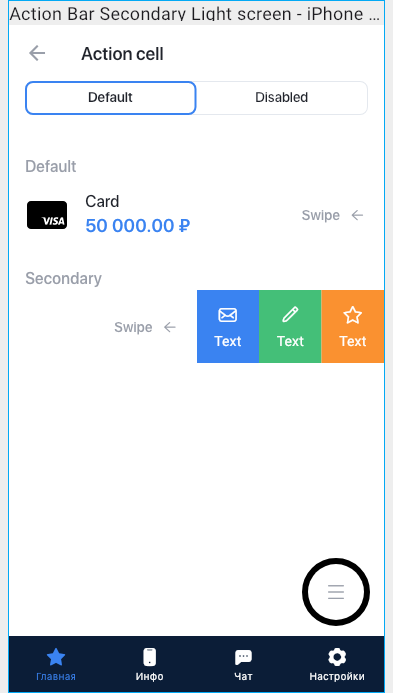 Action Bar Secondary Light screen - iPhone ...
Action cell
Default
Disabled
Default
VISA
Card
50 000.00 ₽
Swipe
Secondary
Swipe
Text
Text
Text
Главная
Инфо
Чат
Настройки